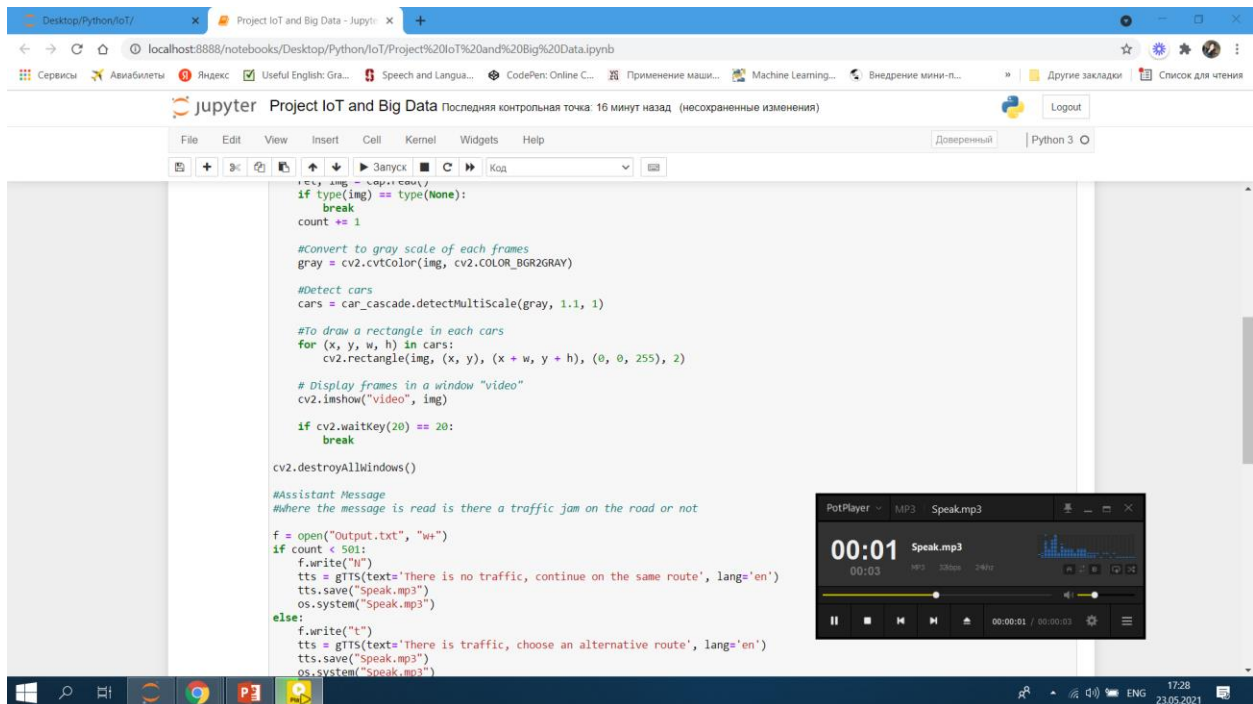 Desktop/Python/IoT/
Project IoT and Big Data - Jupyte
localhost:8888/notebooks/Desktop/Python/IoT/Project%20IoT%20and%20Big%20Data.ipynb
Сервисы Авиабилеты Яндекс Useful English: Gra... Speech and Langua... CodePen: Online C... Применение маши... Machine Learning... Внедрение мини-п... » Другие закладки Список для чтения
jupyter Project IoT and Big Data Последняя контрольная точка: 16 минут назад (несохраненные изменения) Logout
File Edit View Insert Cell Kernel Widgets Help Доверенный Python 3
Запуск Код
ret, img = cap.read()
if type(img) == type(None):
break
count += 1
#Convert to gray scale of each frames
gray = cv2.cvtColor(img, cv2.COLOR_BGR2GRAY)
#Detect cars
cars = car_cascade.detectMultiScale(gray, 1.1, 1)
#To draw a rectangle in each cars
for (x, y, w, h) in cars:
cv2.rectangle(img, (x, y), (x + w, y + h), (0, 0, 255), 2)
# Display frames in a window "video"
cv2.imshow("video", img)
if cv2.waitKey(20) == 20:
break
cv2.destroyAllWindows()
#Assistant Message
#Where the message is read is there a traffic jam on the road or not
f = open("Output.txt", "w+")
if count < 501:
f.write("N")
tts = gTTS(text='There is no traffic, continue on the same route', lang='en')
tts.save("Speak.mp3")
os.system("Speak.mp3")
else:
f.write("t")
tts = gTTS(text='There is traffic, choose an alternative route', lang='en')
tts.save("Speak.mp3")
os.system("Speak.mp3")
PotPlayer MP3 Speak.mp3
00:01 Speak.mp3
00:03 MP3 33kbps 24khz
00:00:01 / 00:00:03
ENG 17:28
23.05.2021